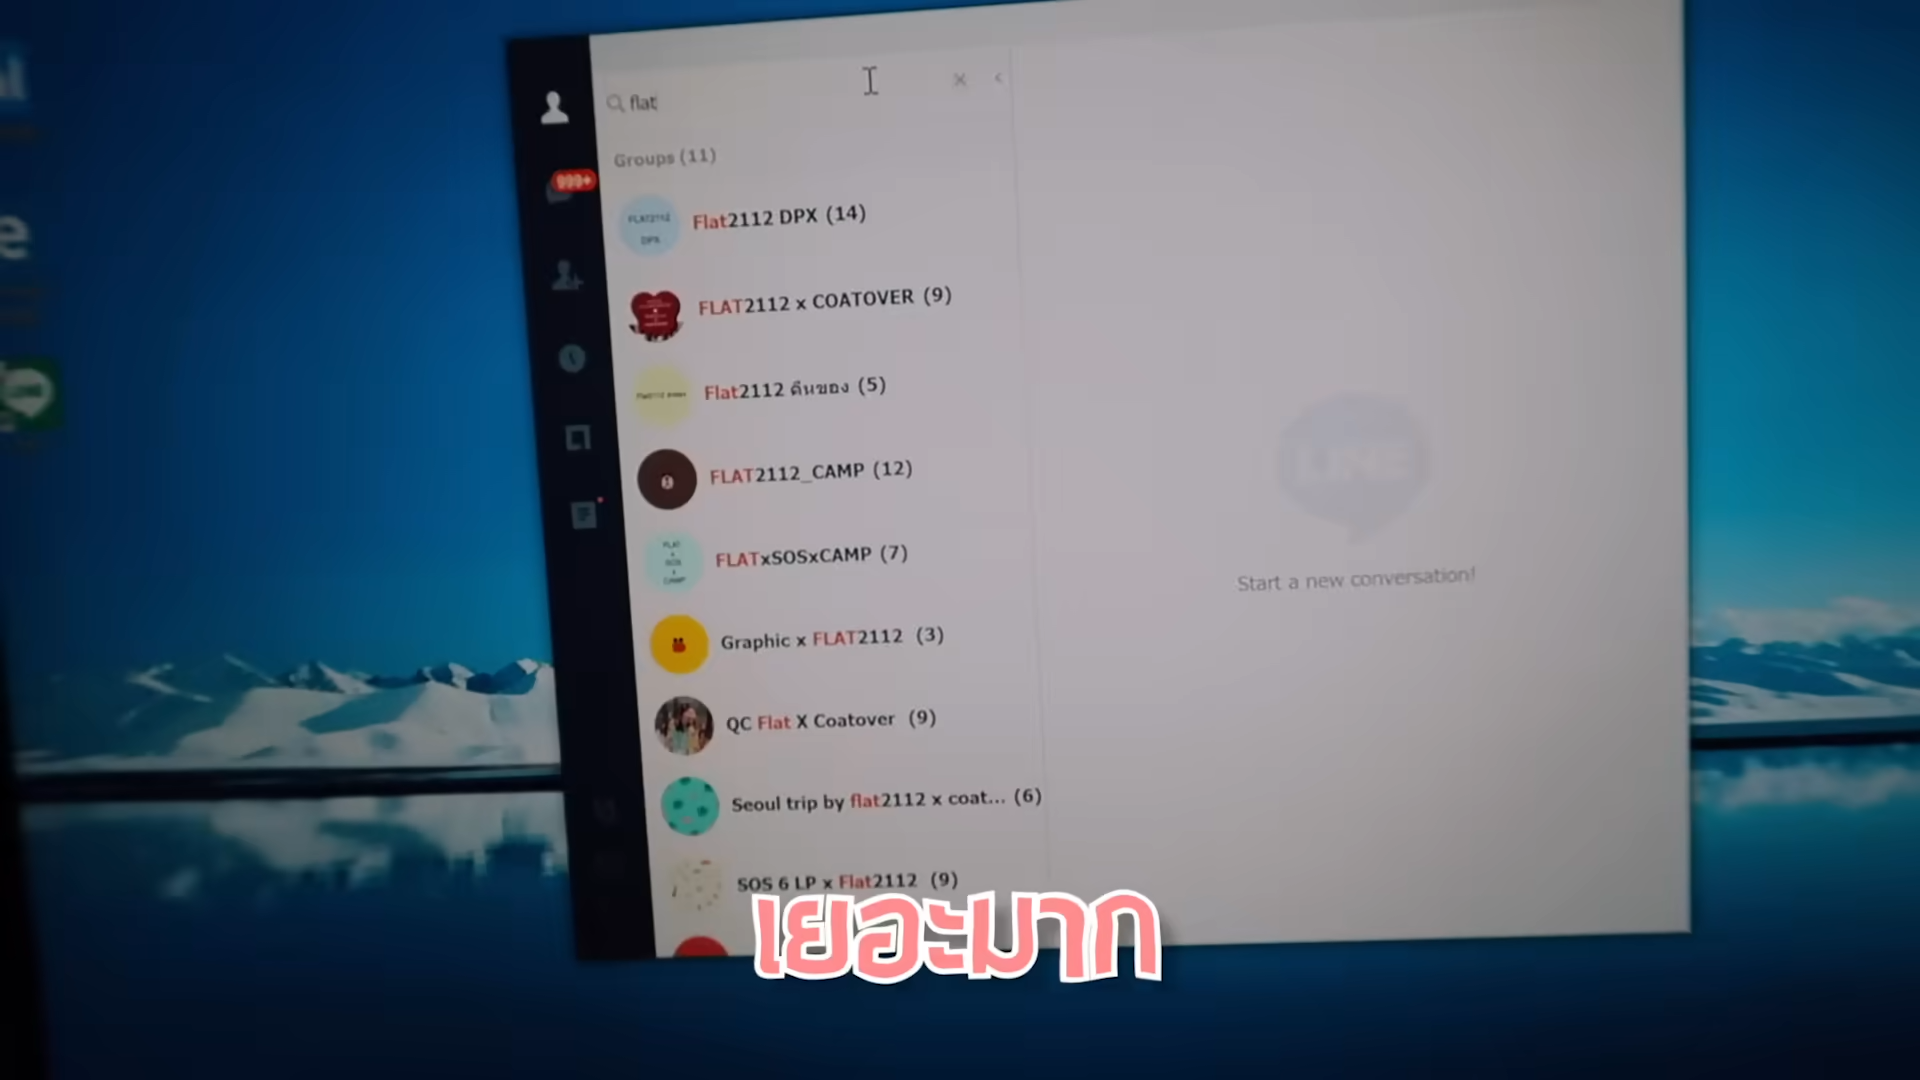 flat
Groups (11)
999+
Flat2112 DPX (14)
FLAT2112 x COATOVER (9)
Flat2112 คืนของ (5)
FLAT2112_CAMP (12)
FLATxSOSxCAMP (7)
Graphic x FLAT2112 (3)
QC Flat X Coatover (9)
Seoul trip by flat2112 x coat... (6)
SOS 6 LP x Flat2112 (9)
LINE
Start a new conversation!
เยอะมาก